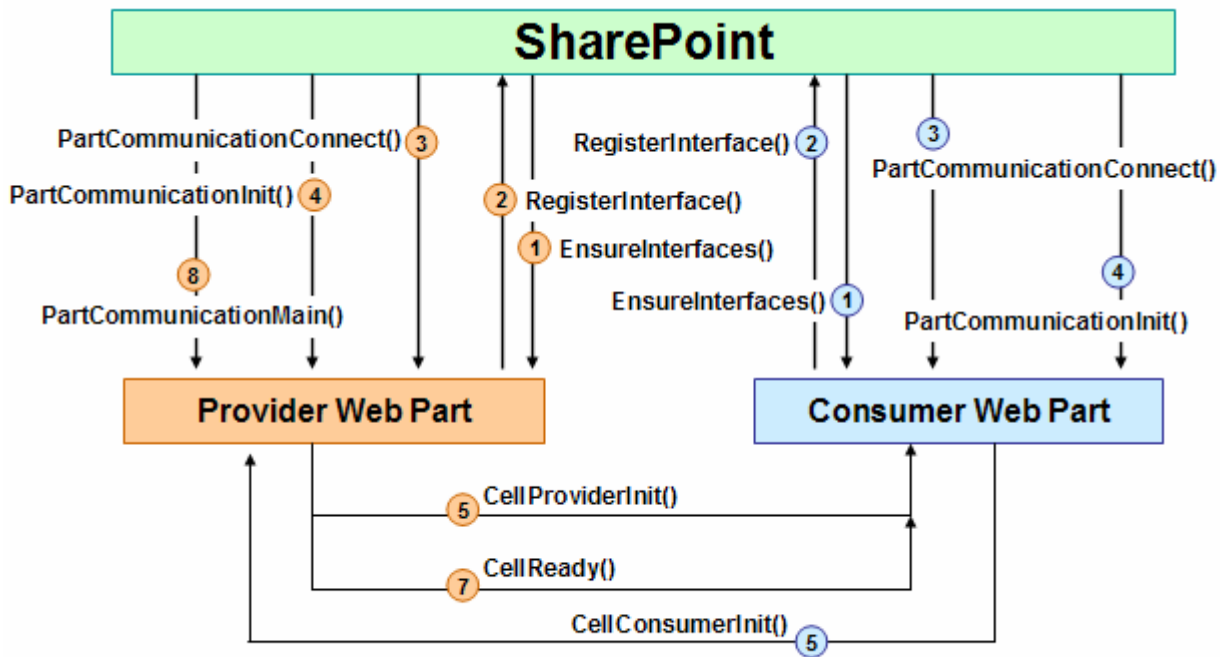 SharePoint
PartCommunicationConnect()
3
PartCommunicationInit()
4
2
RegisterInterface()
1
EnsureInterfaces()
8
PartCommunicationMain()
RegisterInterface()
2
3
PartCommunicationConnect()
EnsureInterfaces()
1
4
PartCommunicationInit()
Provider Web Part
Consumer Web Part
CellProviderInit()
5
CellReady()
7
CellConsumerInit()
5